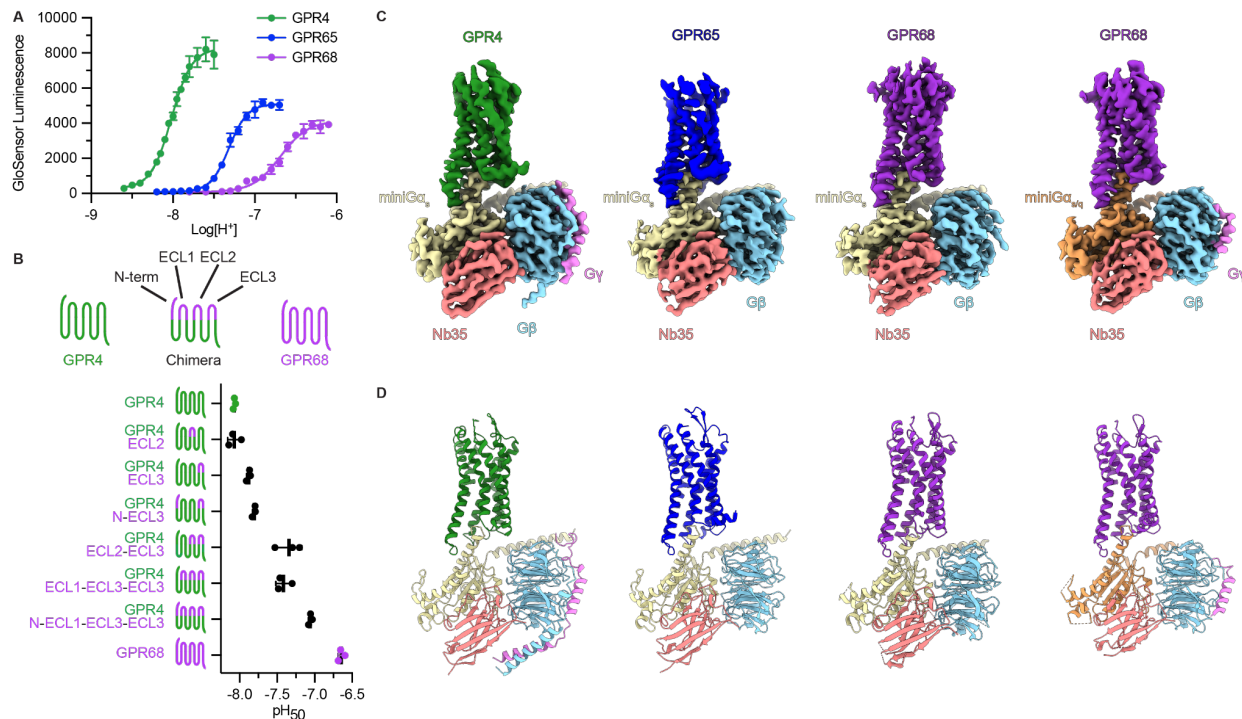 A
GPR4
GPR65
GPR68
GloSensor Luminescence
10000
8000
6000
4000
2000
0
-9
-8
-7
-6
Log[H⁺]
B
N-term
ECL1
ECL2
ECL3
GPR4
Chimera
GPR68
GPR4
GPR4
ECL2
GPR4
ECL3
GPR4
N-ECL3
GPR4
ECL2-ECL3
GPR4
ECL1-ECL3-ECL3
GPR4
N-ECL1-ECL3-ECL3
GPR68
-8.0
-7.5
-7.0
-6.5
pH50
C
GPR4
GPR65
GPR68
GPR68
miniGαs
miniGαs
miniGαs
miniGαs/q
Gγ
Gγ
Gβ
Gβ
Gβ
Gβ
Nb35
Nb35
Nb35
Nb35
D